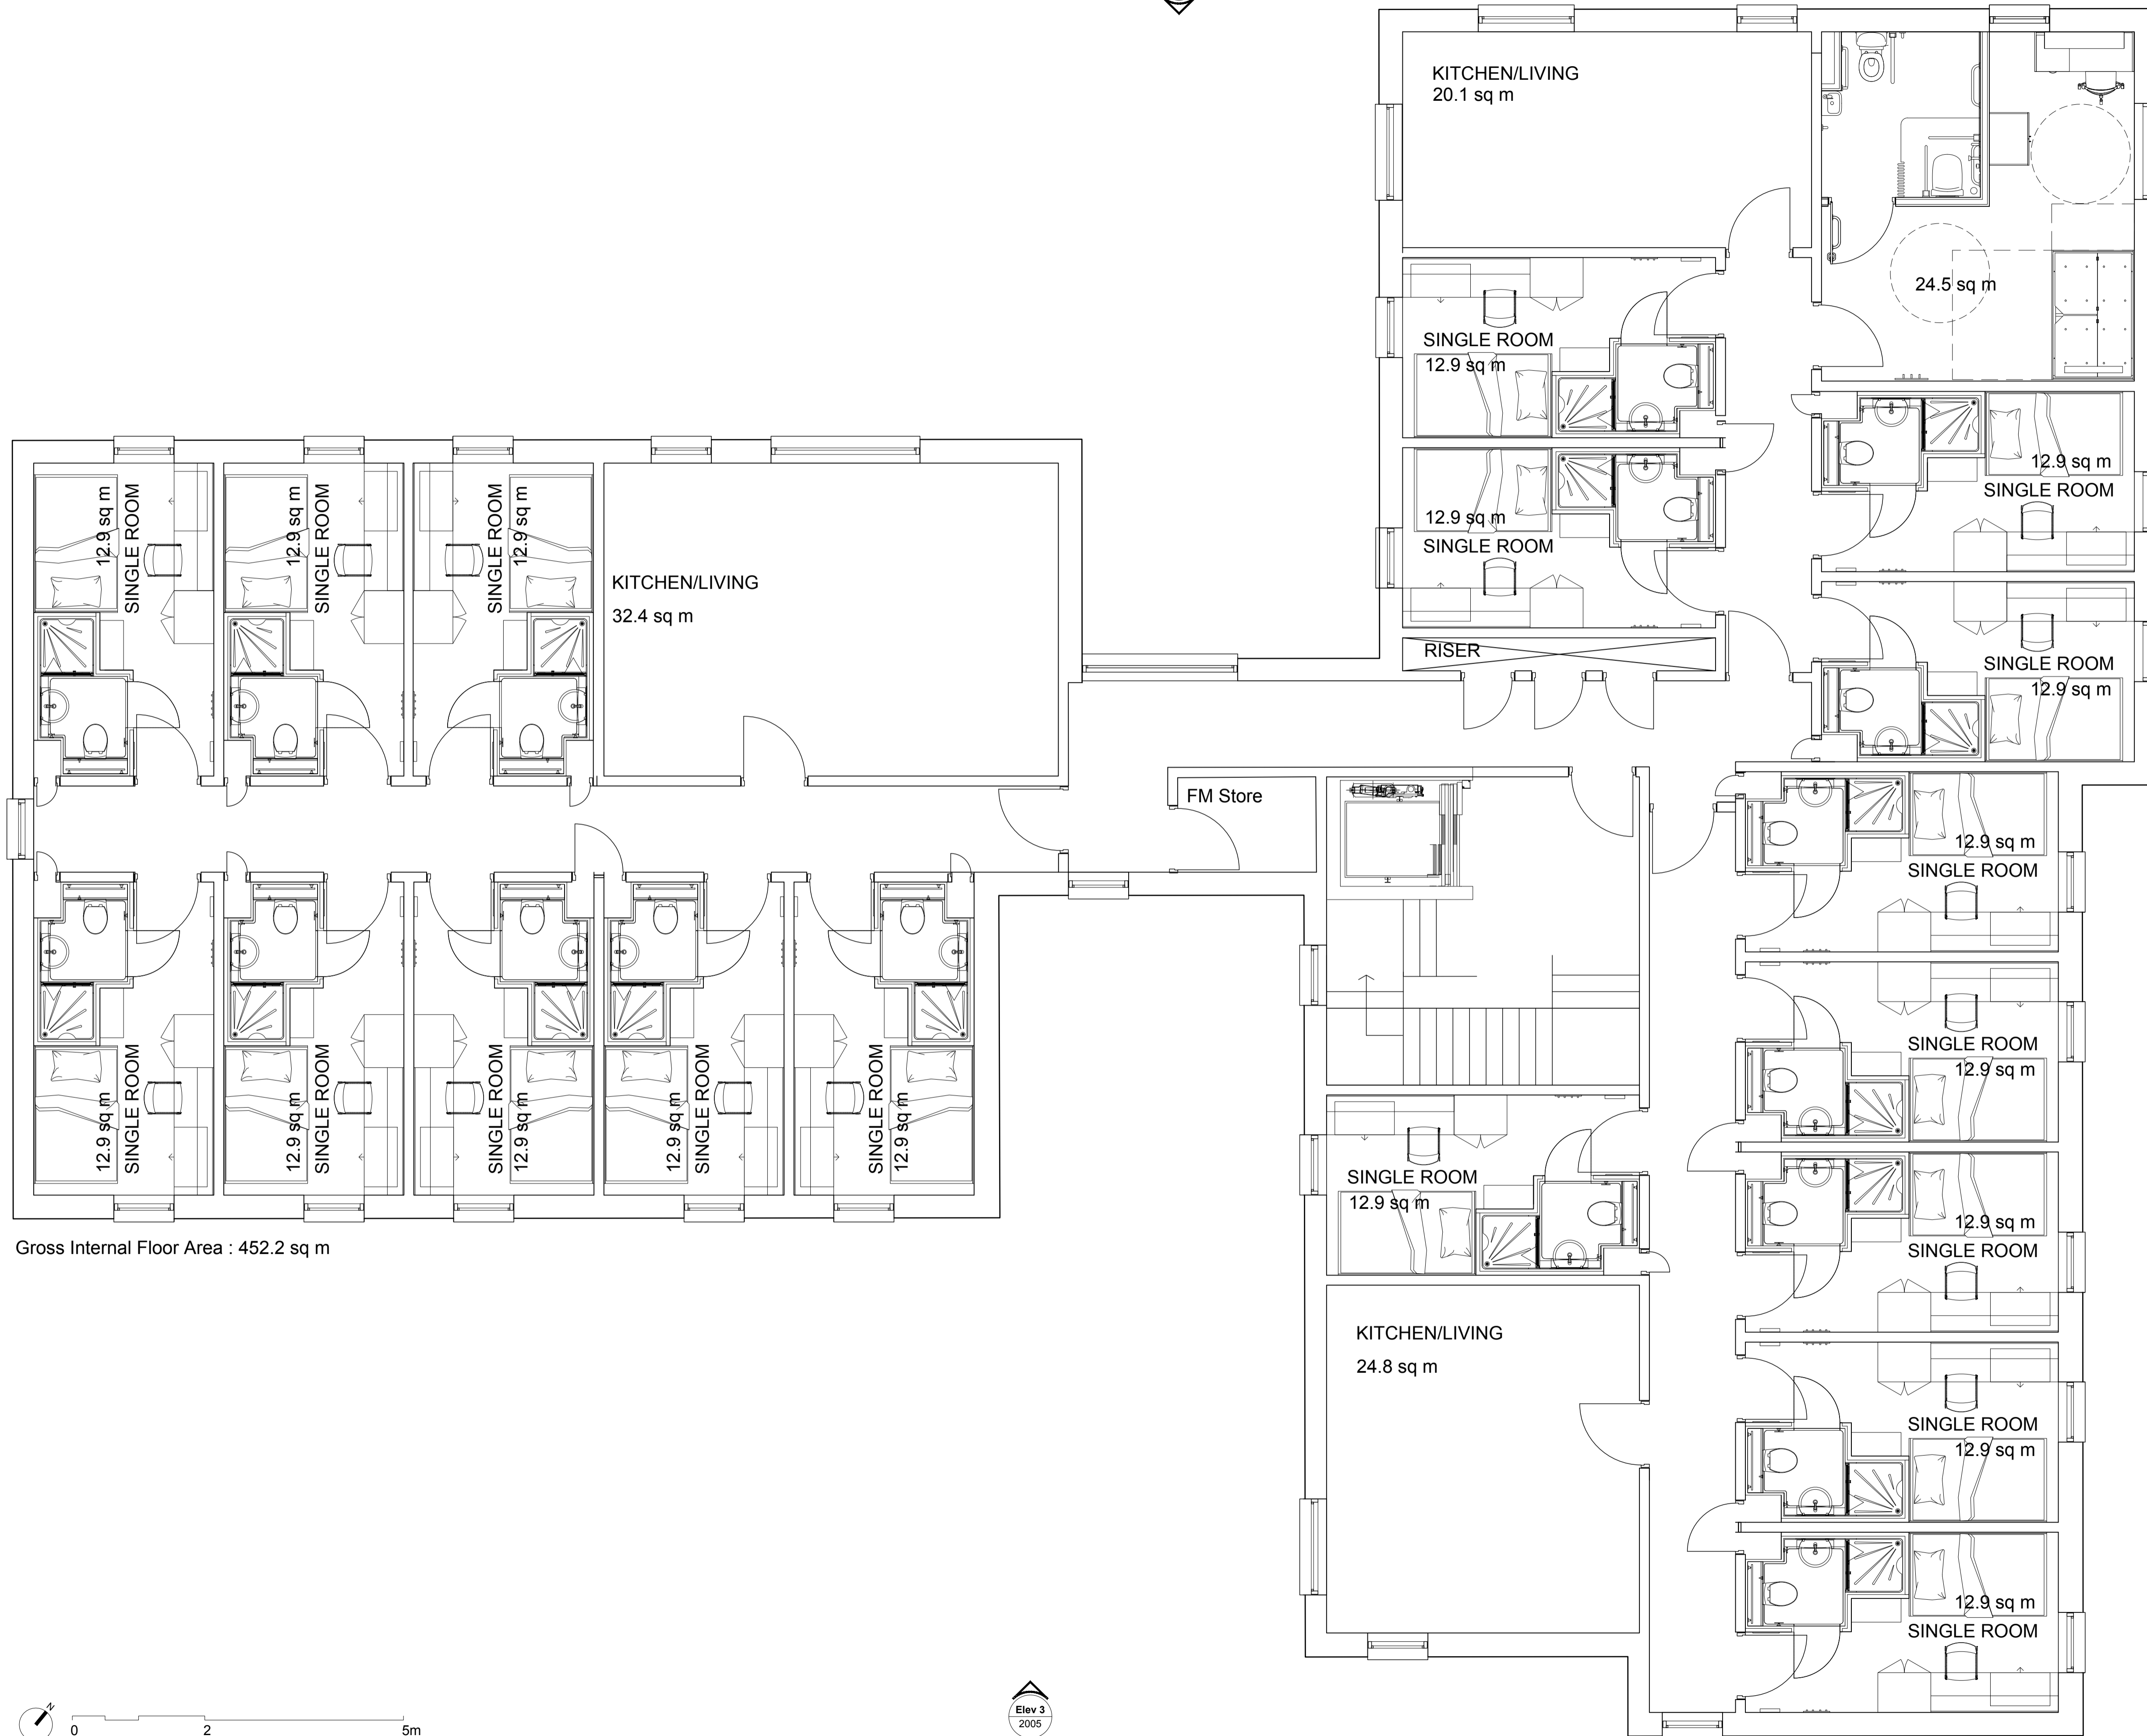 KITCHEN/LIVING
20.1 sq m
24.5 sq m
SINGLE ROOM
12.9 sq m
12.9 sq m
SINGLE ROOM
12.9 sq m
SINGLE ROOM
SINGLE ROOM
12.9 sq m
RISER
12.9 sq m
SINGLE ROOM
12.9 sq m
SINGLE ROOM
SINGLE ROOM
12.9 sq m
KITCHEN/LIVING
32.4 sq m
FM Store
12.9 sq m
SINGLE ROOM
SINGLE ROOM
12.9 sq m
12.9 sq m
SINGLE ROOM
SINGLE ROOM
12.9 sq m
12.9 sq m
SINGLE ROOM
12.9 sq m
SINGLE ROOM
12.9 sq m
SINGLE ROOM
SINGLE ROOM
12.9 sq m
12.9 sq m
SINGLE ROOM
SINGLE ROOM
12.9 sq m
SINGLE ROOM
12.9 sq m
Gross Internal Floor Area : 452.2 sq m
KITCHEN/LIVING
24.8 sq m
SINGLE ROOM
12.9 sq m
12.9 sq m
SINGLE ROOM
N
0 2 5m
Elev 3
2005